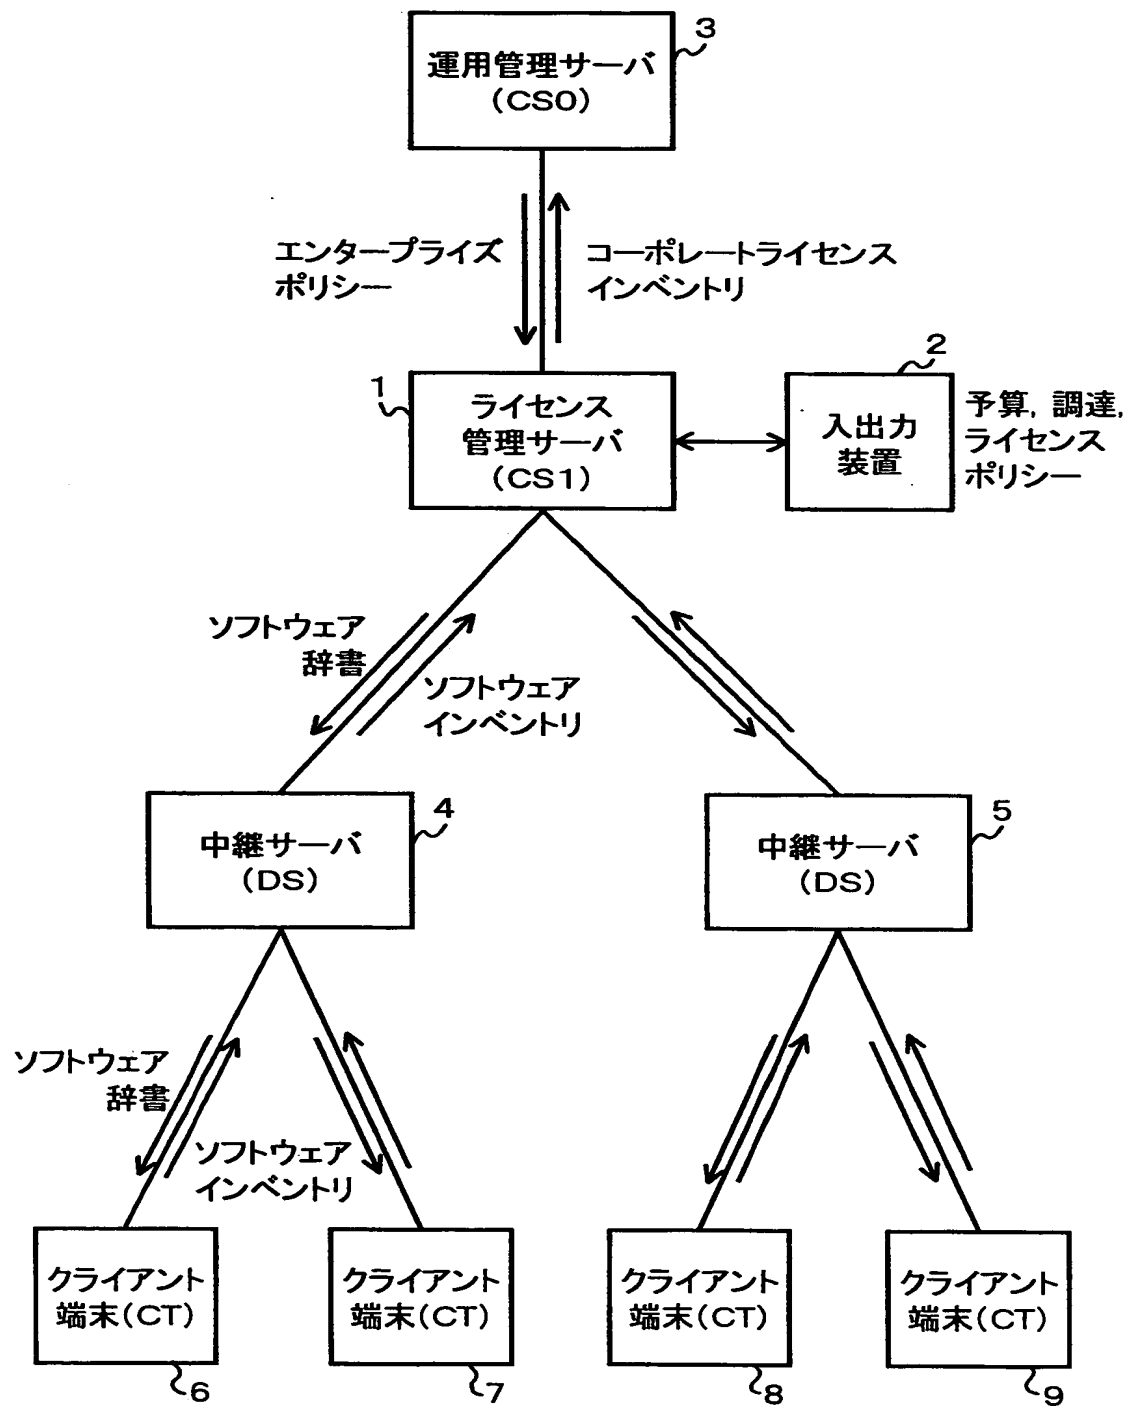 3
運用管理サーバ
(CS0)
エンタープライズ
ポリシー
コーポレートライセンス
インベントリ
1
ライセンス
管理サーバ
(CS1)
2
入出力
装置
予算, 調達,
ライセンス
ポリシー
ソフトウェア
辞書
ソフトウェア
インベントリ
4
中継サーバ
(DS)
5
中継サーバ
(DS)
ソフトウェア
辞書
ソフトウェア
インベントリ
クライアント
端末(CT)
6
クライアント
端末(CT)
7
クライアント
端末(CT)
8
クライアント
端末(CT)
9